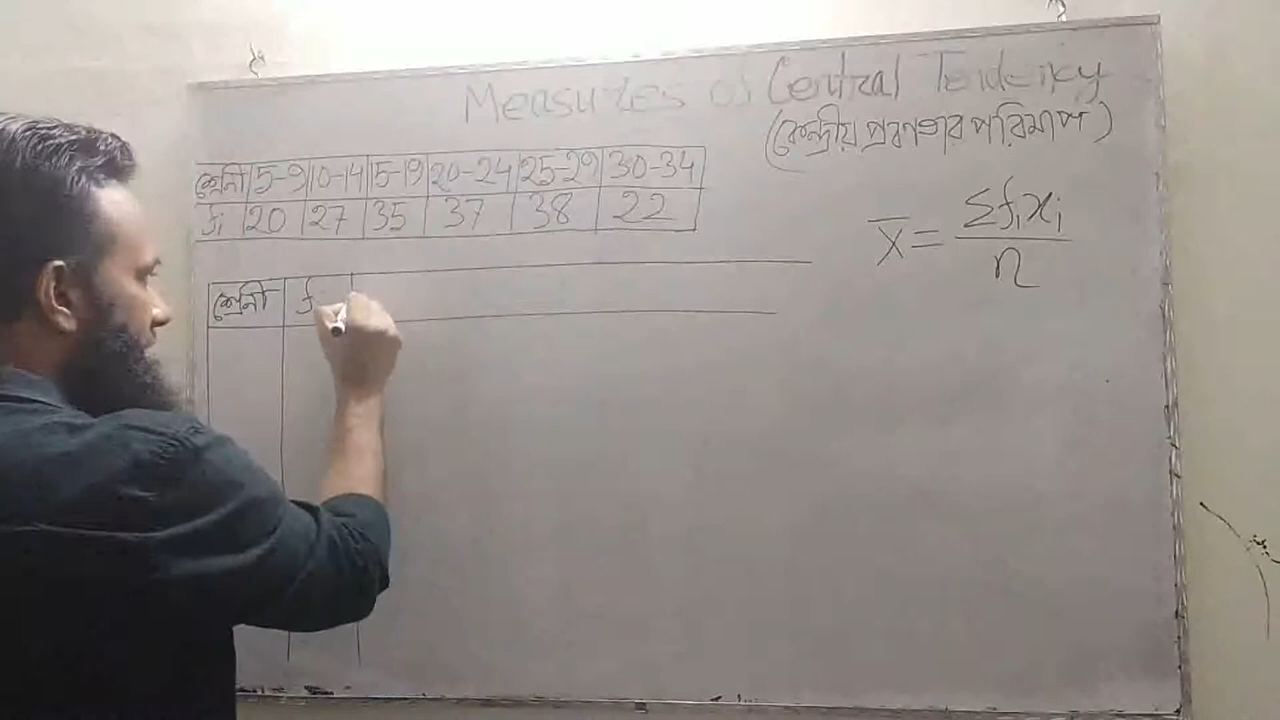 Measures of Central Tendency
(কেন্দ্রীয় প্রবণতার পরিমাপ)
শ্রেনী 5-9 10-14 15-19 20-24 25-29 30-34
fi 20 27 35 37 38 22
x̄ = Σfixi / n
শ্রেনী f